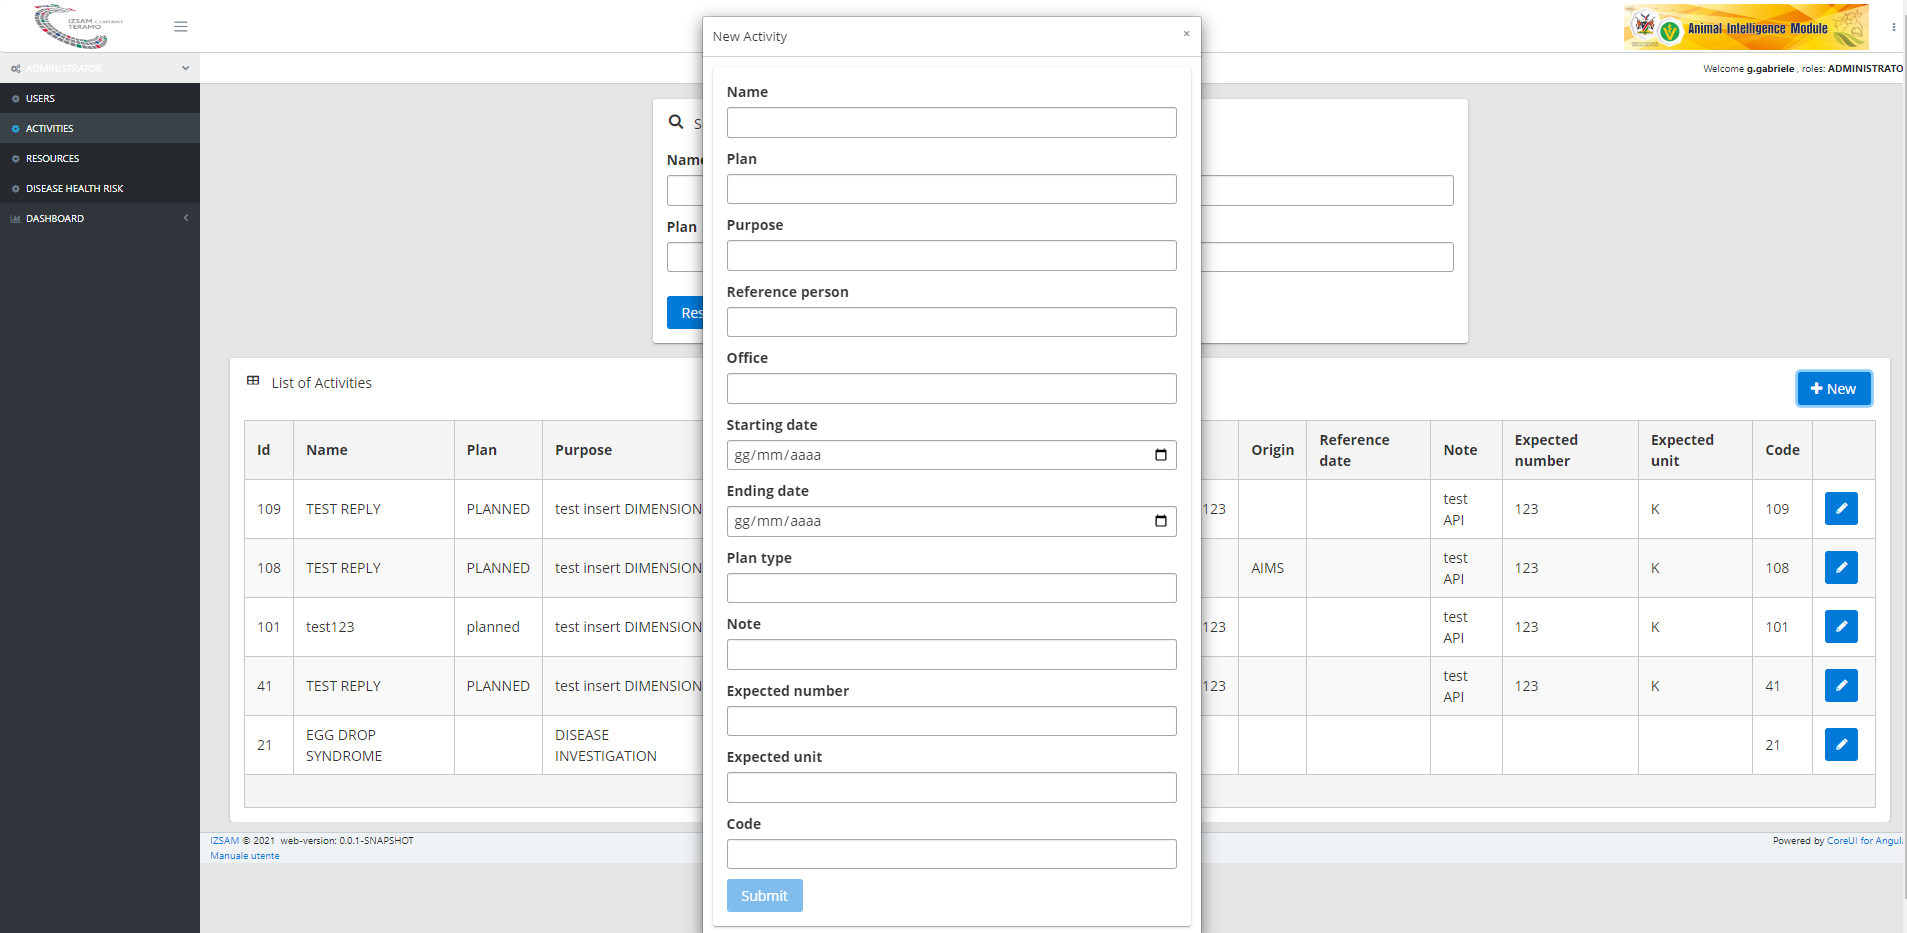 IZSAM G.CAPORALE
TERAMO
Animal Intelligence Module
ADMINISTRATOR
USERS
ACTIVITIES
RESOURCES
DISEASE HEALTH RISK
DASHBOARD
Welcome g.gabriele , roles: ADMINISTRATO
S
Name
Plan
Res
List of Activities
+ New
Id Name Plan Purpose Origin Reference date Note Expected number Expected unit Code
109 TEST REPLY PLANNED test insert DIMENSION 123 test API 123 K 109
108 TEST REPLY PLANNED test insert DIMENSION AIMS test API 123 K 108
101 test123 planned test insert DIMENSION 123 test API 123 K 101
41 TEST REPLY PLANNED test insert DIMENSION 123 test API 123 K 41
21 EGG DROP SYNDROME DISEASE INVESTIGATION 21
New Activity ×
Name
Plan
Purpose
Reference person
Office
Starting date
gg/mm/aaaa
Ending date
gg/mm/aaaa
Plan type
Note
Expected number
Expected unit
Code
Submit
IZSAM © 2021 web-version: 0.0.1-SNAPSHOT
Manuale utente
Powered by CoreUI for Angul